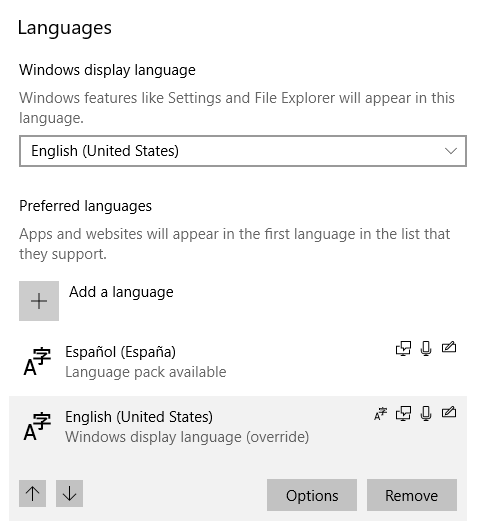 Languages
Windows display language
Windows features like Settings and File Explorer will appear in this
language.
English (United States)
Preferred languages
Apps and websites will appear in the first language in the list that
they support.
Add a language
Español (España)
Language pack available
English (United States)
Windows display language (override)
Options Remove